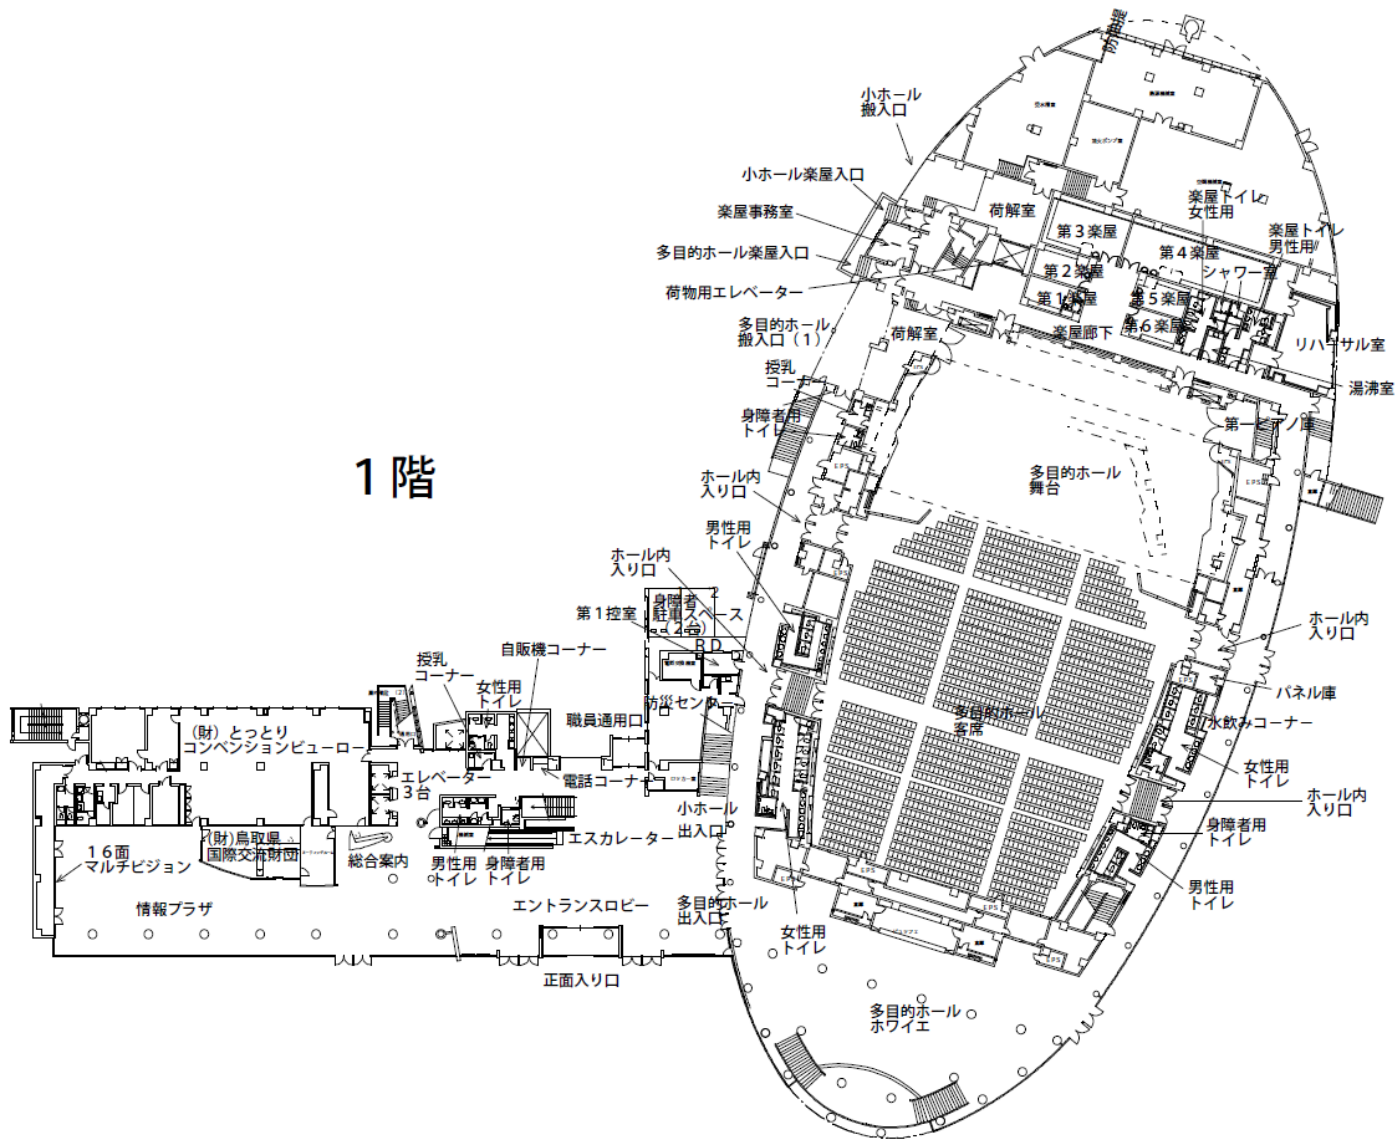 防潮堤
小ホール
搬入口
小ホール楽屋入口
楽屋事務室
多目的ホール楽屋入口
荷物用エレベーター
荷解室
第3楽屋
第4楽屋
楽屋トイレ
女性用
楽屋トイレ
男性用
シャワー室
第2楽屋
第1楽屋
第5楽屋
第6楽屋
楽屋廊下
リハーサル室
湯沸室
多目的ホール
搬入口(1)
荷解室
授乳
コーナー
身障者用
トイレ
EPS
第一ピアノ庫
EPS
多目的ホール
舞台
1階
ホール内
入り口
男性用
トイレ
ホール内
入り口
EPS
1 2
身障者
駐車スペース
(2台)
R D
第1控室
自販機コーナー
授乳
コーナー
女性用
トイレ
職員通用口
防災センター
電話コーナー
ロッカー室
(財)とっとり
コンベンションビューロー
エレベーター
3台
小ホール
出入口
エスカレーター
男性用
トイレ
身障者用
トイレ
総合案内
(財)鳥取県
国際交流財団
16面
マルチビジョン
情報プラザ
エントランスロビー
正面入り口
多目的ホール
出入口
女性用
トイレ
多目的ホール
客席
ホール内
入り口
EPS
パネル庫
水飲みコーナー
女性用
トイレ
ホール内
入り口
身障者用
トイレ
男性用
トイレ
EPS
EPS
EPS
EPS
多目的ホール
ホワイエ